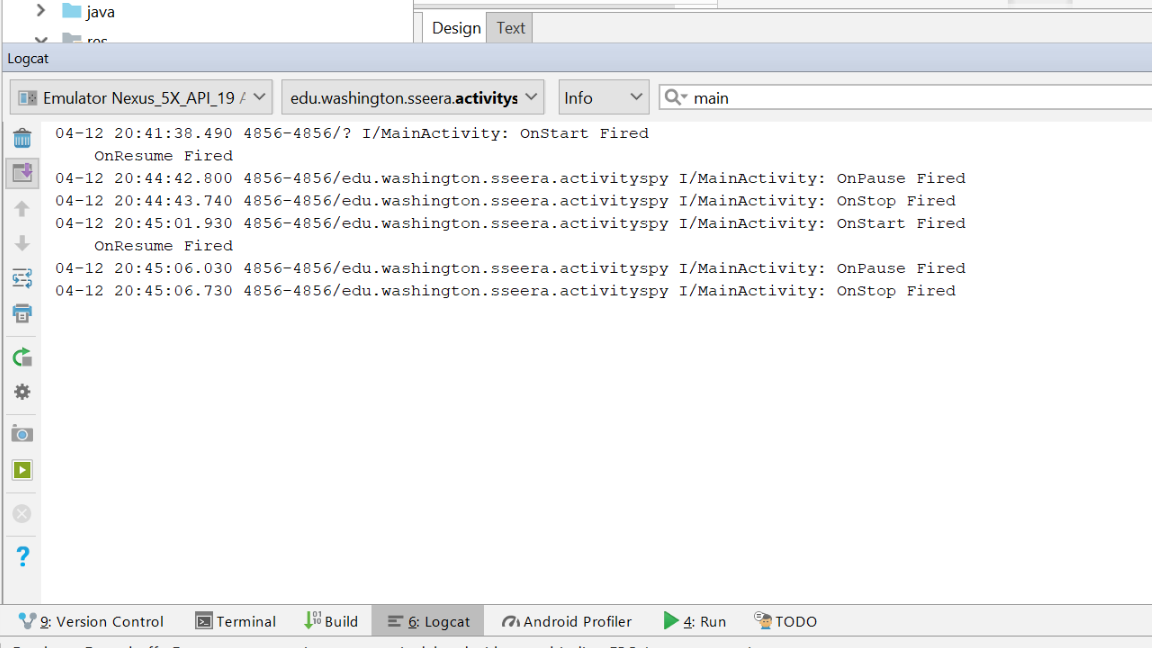 java
res
Design Text
Logcat
Emulator Nexus_5X_API_19 edu.washington.sseera.activitys Info main
04-12 20:41:38.490 4856-4856/? I/MainActivity: OnStart Fired
OnResume Fired
04-12 20:44:42.800 4856-4856/edu.washington.sseera.activityspy I/MainActivity: OnPause Fired
04-12 20:44:43.740 4856-4856/edu.washington.sseera.activityspy I/MainActivity: OnStop Fired
04-12 20:45:01.930 4856-4856/edu.washington.sseera.activityspy I/MainActivity: OnStart Fired
OnResume Fired
04-12 20:45:06.030 4856-4856/edu.washington.sseera.activityspy I/MainActivity: OnPause Fired
04-12 20:45:06.730 4856-4856/edu.washington.sseera.activityspy I/MainActivity: OnStop Fired
9: Version Control Terminal Build 6: Logcat Android Profiler 4: Run TODO